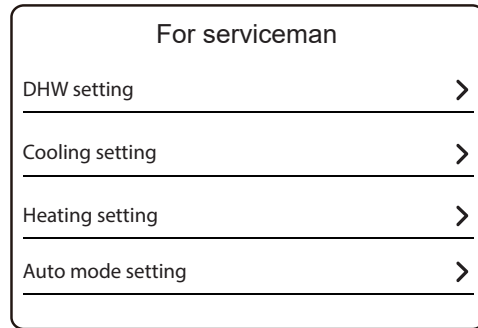 For serviceman
DHW setting
Cooling setting
Heating setting
Auto mode setting